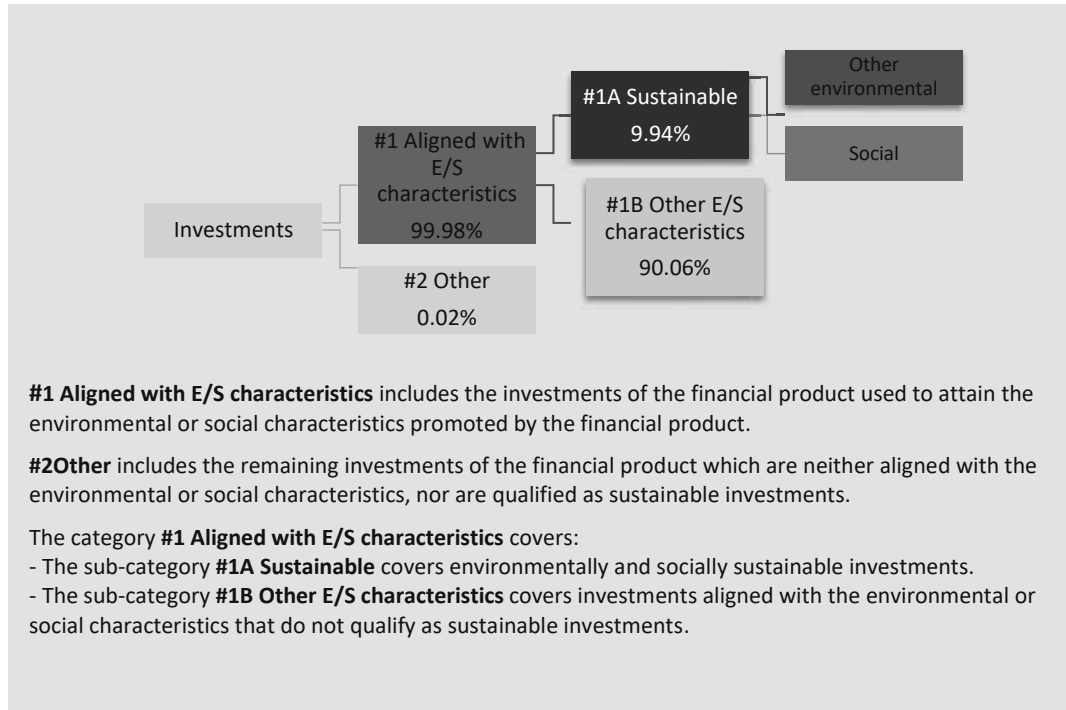 Other
environmental
#1A Sustainable
9.94%
Social
#1 Aligned with
E/S
characteristics
99.98%
#1B Other E/S
characteristics
90.06%
Investments
#2 Other
0.02%
#1 Aligned with E/S characteristics includes the investments of the financial product used to attain the
environmental or social characteristics promoted by the financial product.
#2Other includes the remaining investments of the financial product which are neither aligned with the
environmental or social characteristics, nor are qualified as sustainable investments.
The category #1 Aligned with E/S characteristics covers:
- The sub-category #1A Sustainable covers environmentally and socially sustainable investments.
- The sub-category #1B Other E/S characteristics covers investments aligned with the environmental or
social characteristics that do not qualify as sustainable investments.